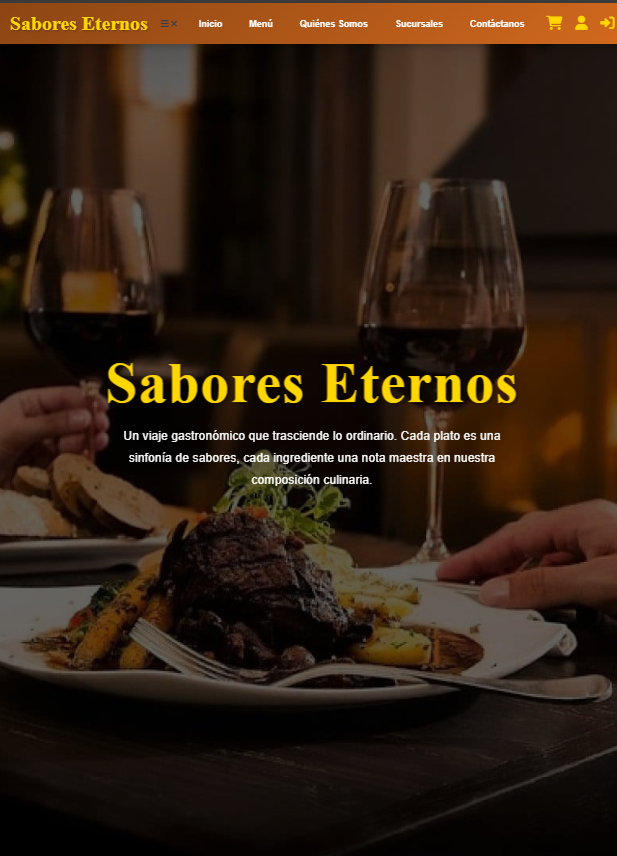 Sabores Eternos ☰ × Inicio Menú Quiénes Somos Sucursales Contáctanos
Sabores Eternos
Un viaje gastronómico que trasciende lo ordinario. Cada plato es una
sinfonía de sabores, cada ingrediente una nota maestra en nuestra
composición culinaria.